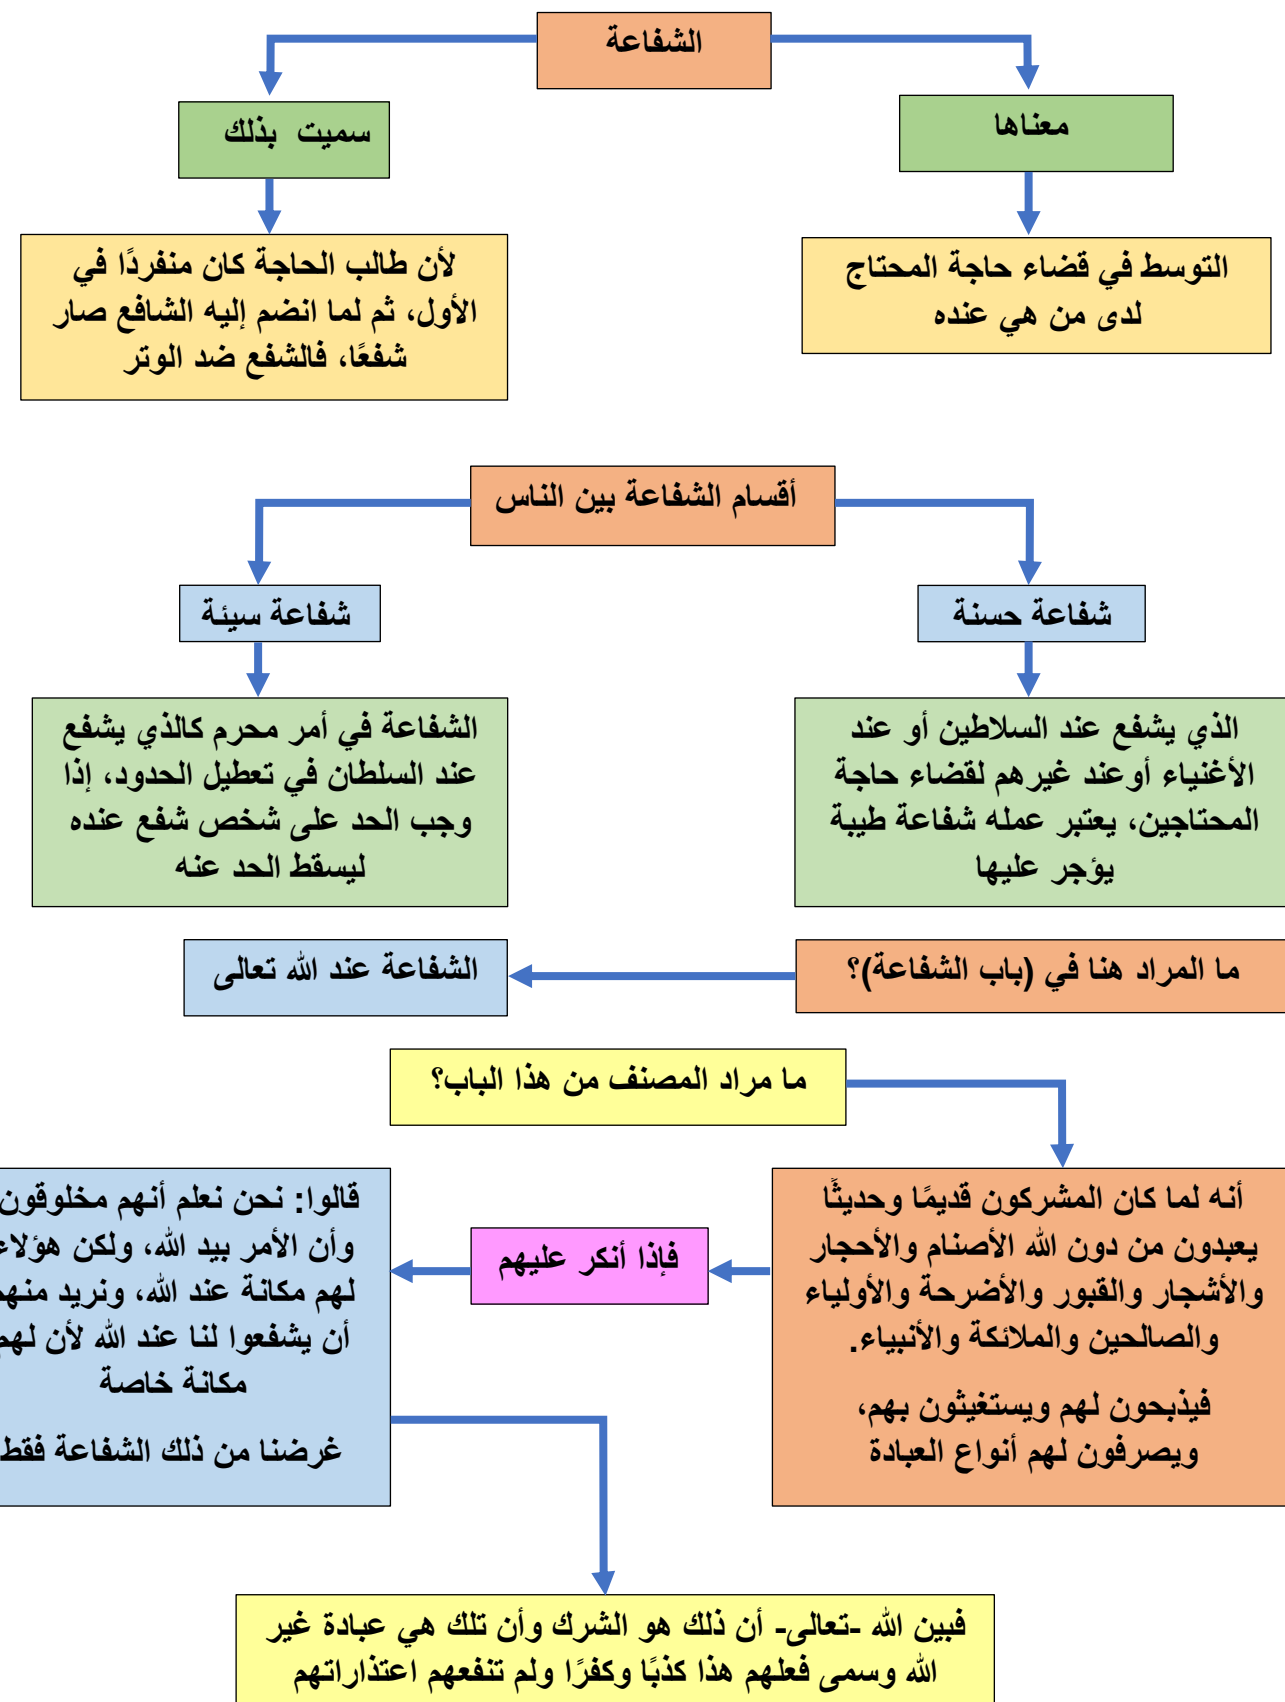 الشفاعة
معناها
سميت بذلك
التوسط في قضاء حاجة المحتاج
لدى من هي عنده
لأن طالب الحاجة كان منفردًا في
الأول، ثم لما انضم إليه الشافع صار
شفعًا، فالشفع ضد الوتر
أقسام الشفاعة بين الناس
شفاعة حسنة
شفاعة سيئة
الذي يشفع عند السلاطين أو عند
الأغنياء أوعند غيرهم لقضاء حاجة
المحتاجين، يعتبر عمله شفاعة طيبة
يؤجر عليها
الشفاعة في أمر محرم كالذي يشفع
عند السلطان في تعطيل الحدود، إذا
وجب الحد على شخص شفع عنده
ليسقط الحد عنه
ما المراد هنا في (باب الشفاعة)؟
الشفاعة عند الله تعالى
ما مراد المصنف من هذا الباب؟
أنه لما كان المشركون قديمًا وحديثًا
يعبدون من دون الله الأصنام والأحجار
والأشجار والقبور والأضرحة والأولياء
والصالحين والملائكة والأنبياء.
فيذبحون لهم ويستغيثون بهم،
ويصرفون لهم أنواع العبادة
فإذا أنكر عليهم
قالوا: نحن نعلم أنهم مخلوقون
وأن الأمر بيد الله، ولكن هؤلاء
لهم مكانة عند الله، ونريد منهم
أن يشفعوا لنا عند الله لأن لهم
مكانة خاصة
غرضنا من ذلك الشفاعة فقط
فبين الله -تعالى- أن ذلك هو الشرك وأن تلك هي عبادة غير
الله وسمى فعلهم هذا كذبًا وكفرًا ولم تنفعهم اعتذاراتهم